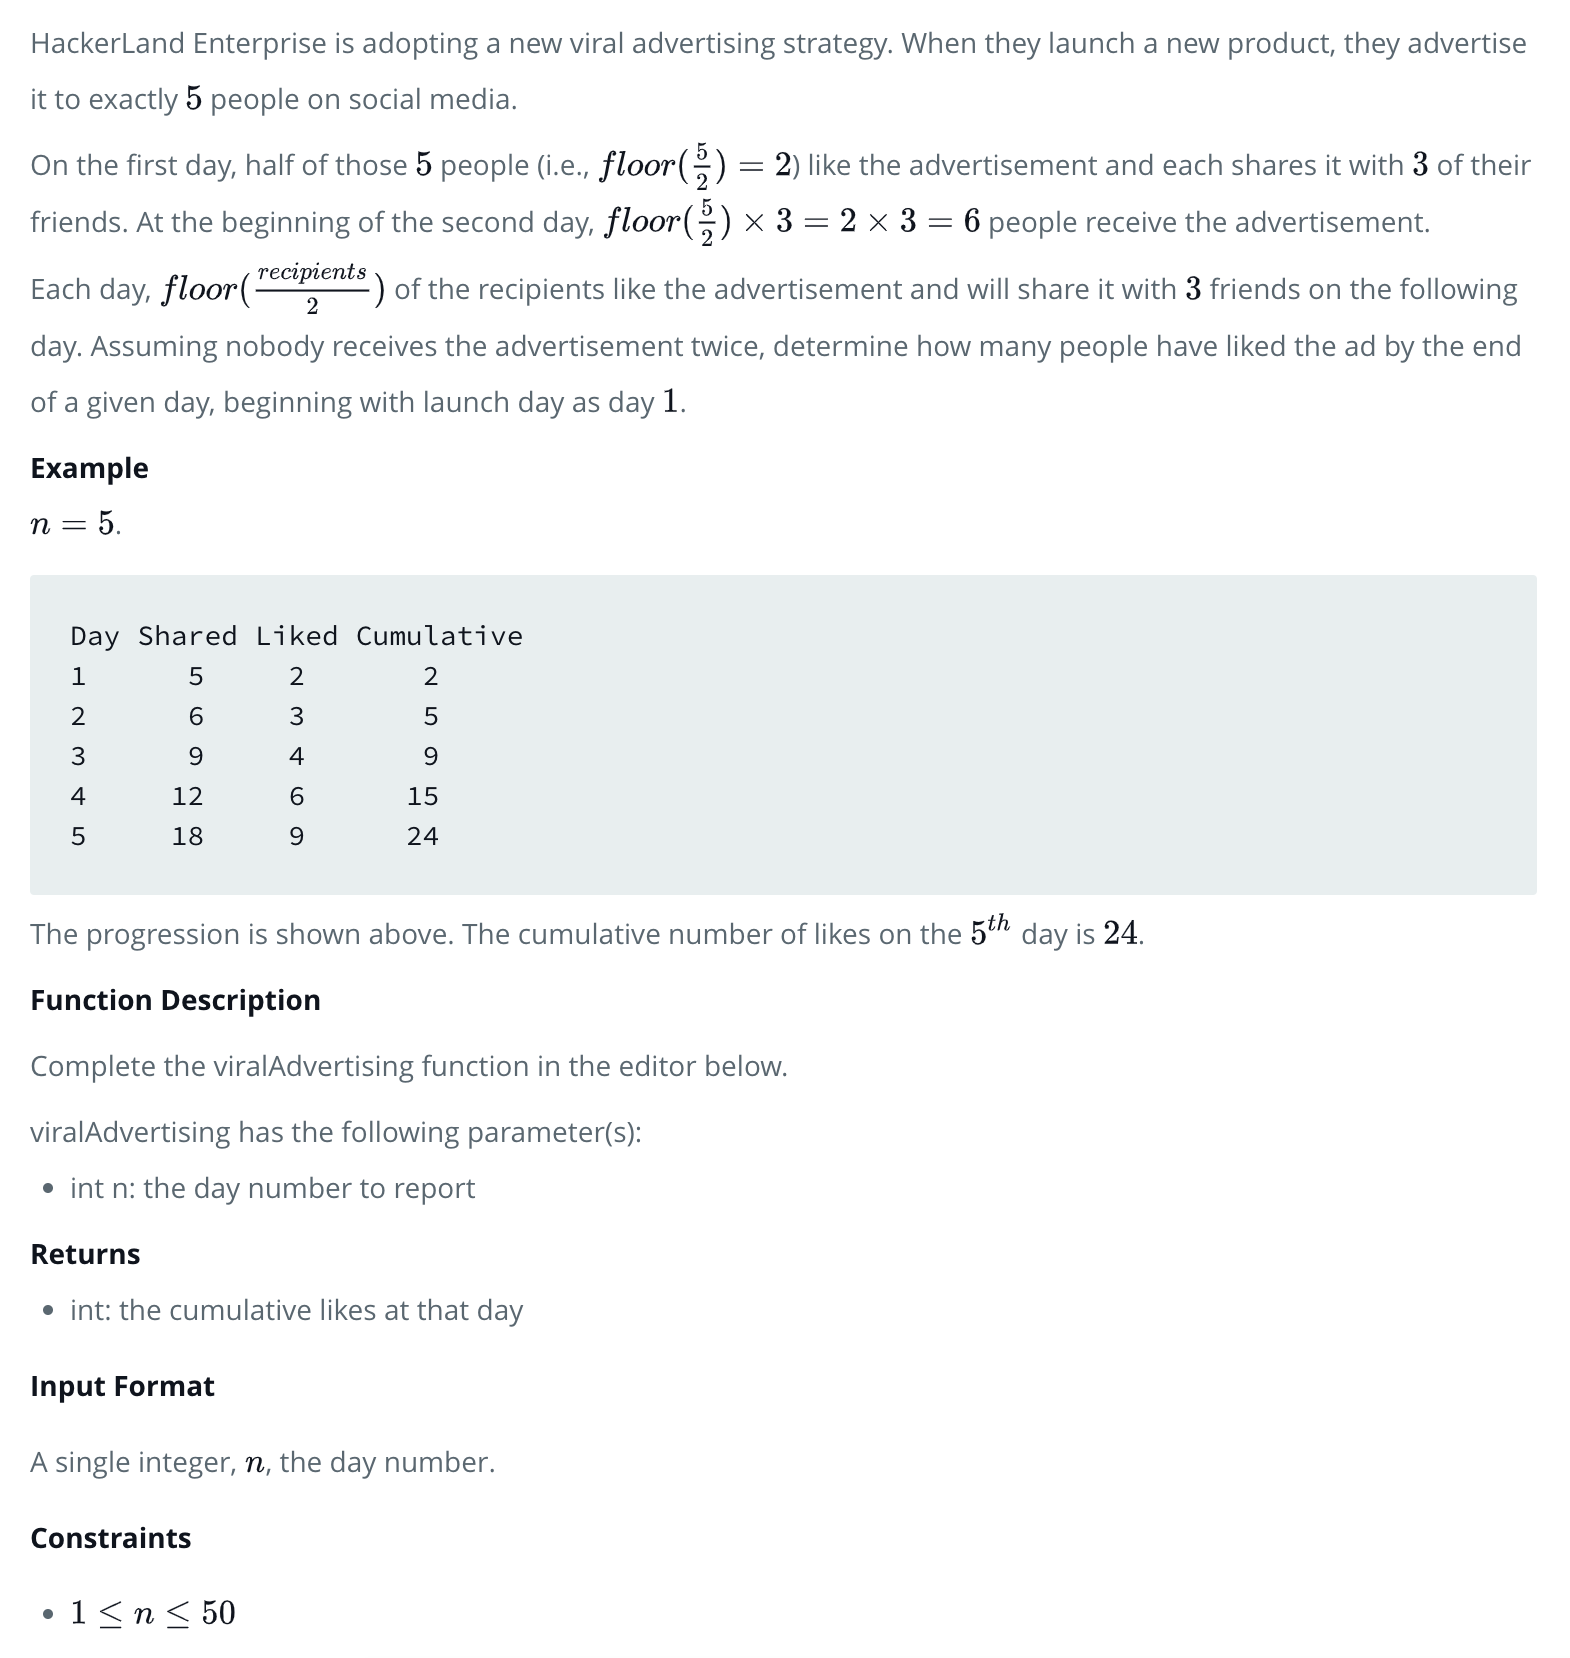 HackerLand Enterprise is adopting a new viral advertising strategy. When they launch a new product, they advertise
it to exactly 5 people on social media.
On the first day, half of those 5 people (i.e., floor(5/2) = 2) like the advertisement and each shares it with 3 of their
friends. At the beginning of the second day, floor(5/2) × 3 = 2 × 3 = 6 people receive the advertisement.
Each day, floor(recipients/2) of the recipients like the advertisement and will share it with 3 friends on the following
day. Assuming nobody receives the advertisement twice, determine how many people have liked the ad by the end
of a given day, beginning with launch day as day 1.
Example
n = 5.
Day Shared Liked Cumulative
1 5 2 2
2 6 3 5
3 9 4 9
4 12 6 15
5 18 9 24
The progression is shown above. The cumulative number of likes on the 5th day is 24.
Function Description
Complete the viralAdvertising function in the editor below.
viralAdvertising has the following parameter(s):
• int n: the day number to report
Returns
• int: the cumulative likes at that day
Input Format
A single integer, n, the day number.
Constraints
• 1 ≤ n ≤ 50